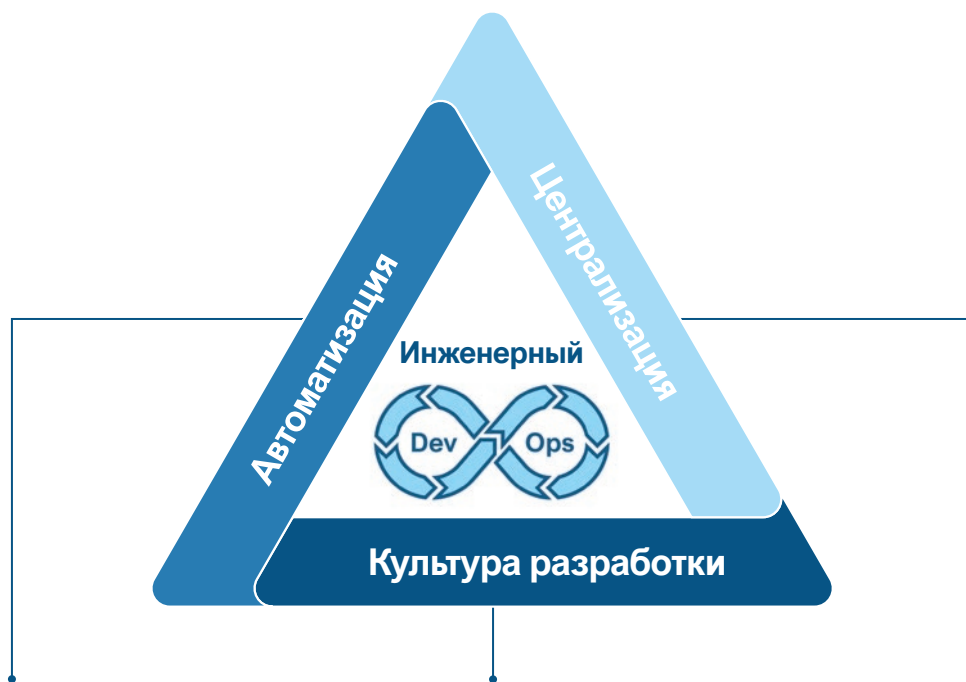 Централизация
Автоматизация
Инженерный
Dev Ops
Культура разработки